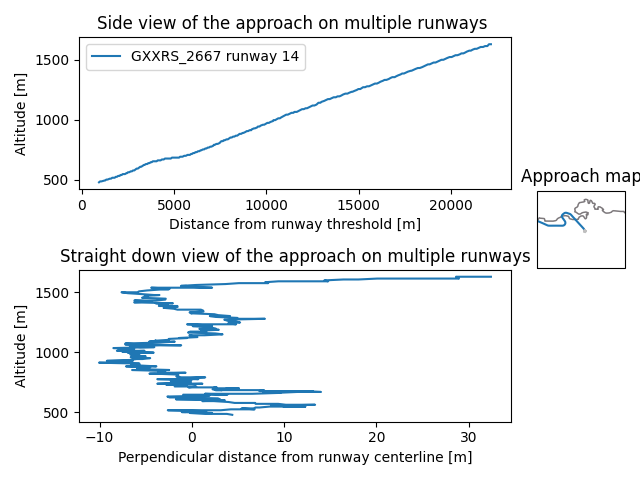 Side view of the approach on multiple runways
1500
1000
500
Altitude [m]
GXXRS_2667 runway 14
0
5000
10000
15000
20000
Distance from runway threshold [m]
Approach map
Straight down view of the approach on multiple runways
1500
1000
500
Altitude [m]
−10
0
10
20
30
Perpendicular distance from runway centerline [m]